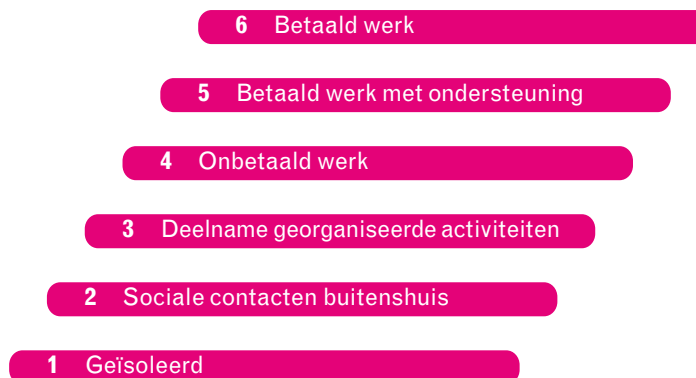 6 Betaald werk
5 Betaald werk met ondersteuning
4 Onbetaald werk
3 Deelname georganiseerde activiteiten
2 Sociale contacten buitenshuis
1 Geïsoleerd